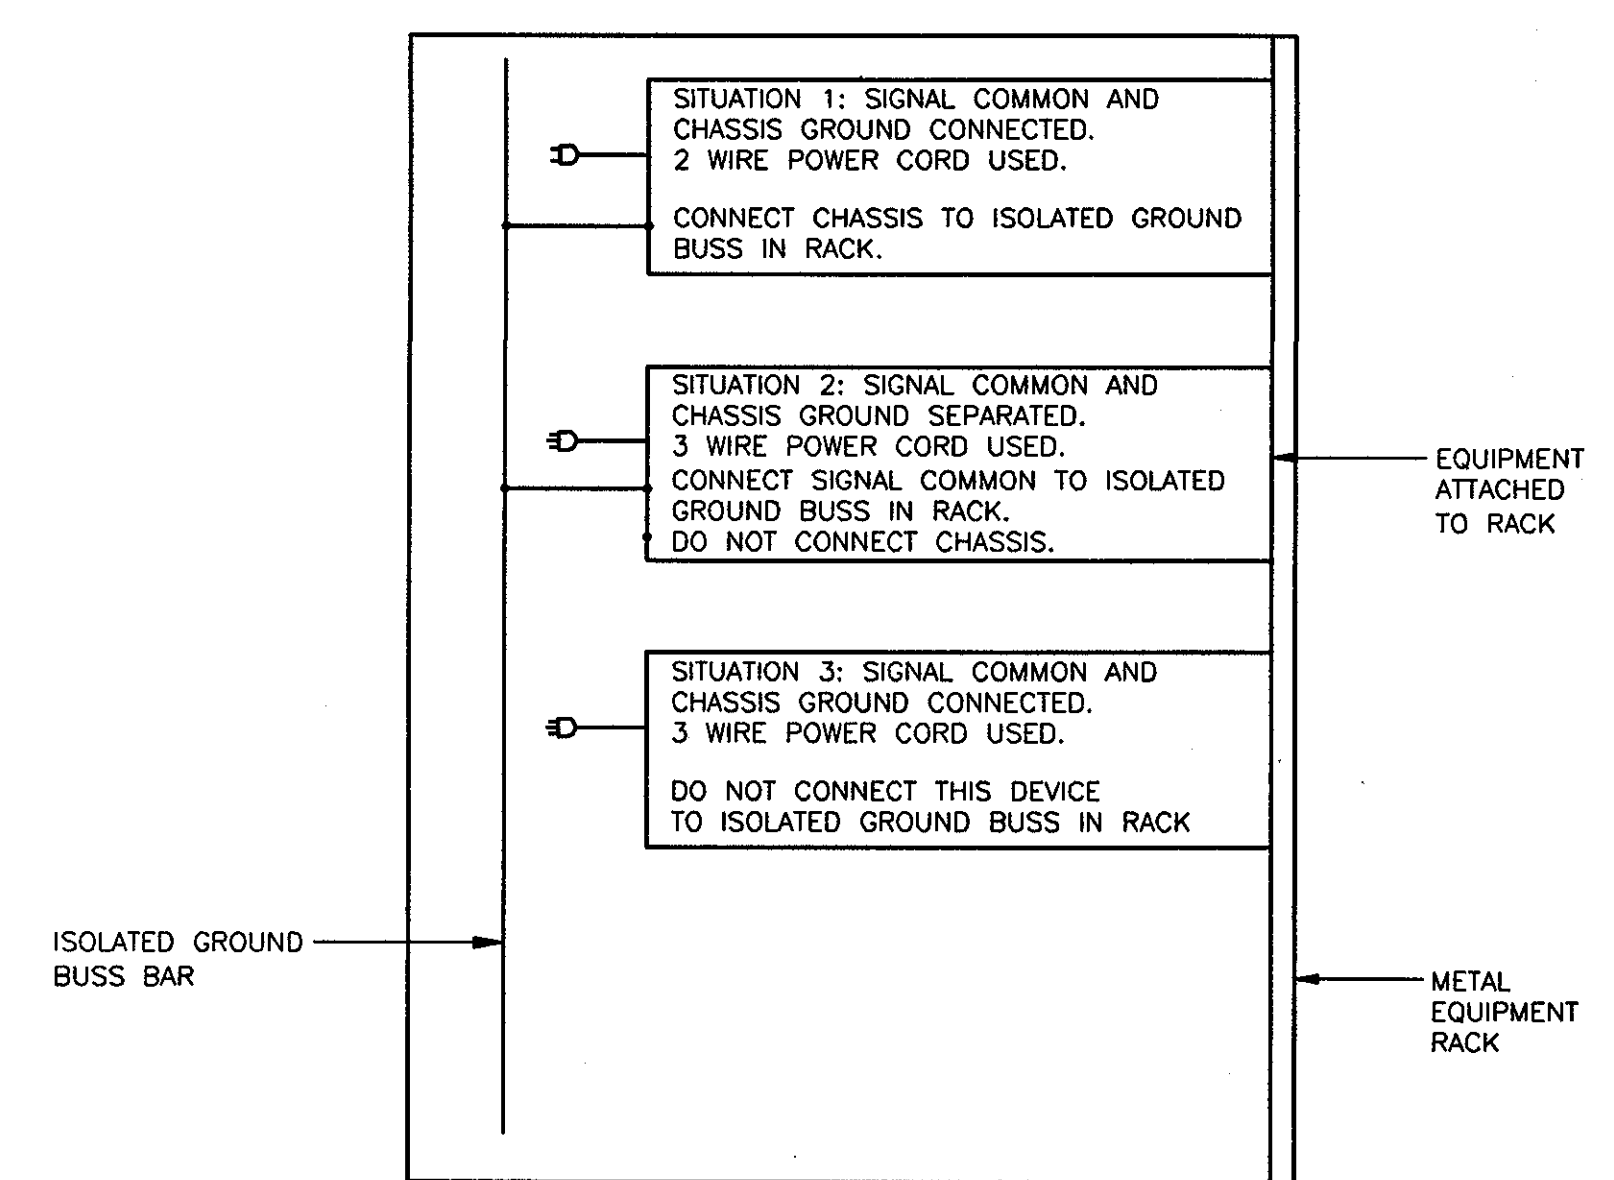 SITUATION 1: SIGNAL COMMON AND
CHASSIS GROUND CONNECTED.
2 WIRE POWER CORD USED.
CONNECT CHASSIS TO ISOLATED GROUND
BUSS IN RACK.
SITUATION 2: SIGNAL COMMON AND
CHASSIS GROUND SEPARATED.
3 WIRE POWER CORD USED.
CONNECT SIGNAL COMMON TO ISOLATED
GROUND BUSS IN RACK.
DO NOT CONNECT CHASSIS.
EQUIPMENT
ATTACHED
TO RACK
SITUATION 3: SIGNAL COMMON AND
CHASSIS GROUND CONNECTED.
3 WIRE POWER CORD USED.
DO NOT CONNECT THIS DEVICE
TO ISOLATED GROUND BUSS IN RACK
ISOLATED GROUND
BUSS BAR
METAL
EQUIPMENT
RACK